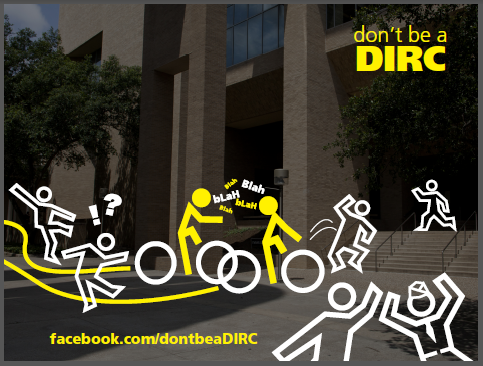 don't be a
DIRC
Blah
Blah
bLaH
bLaH
Blah
!?
facebook.com/dontbeaDIRC